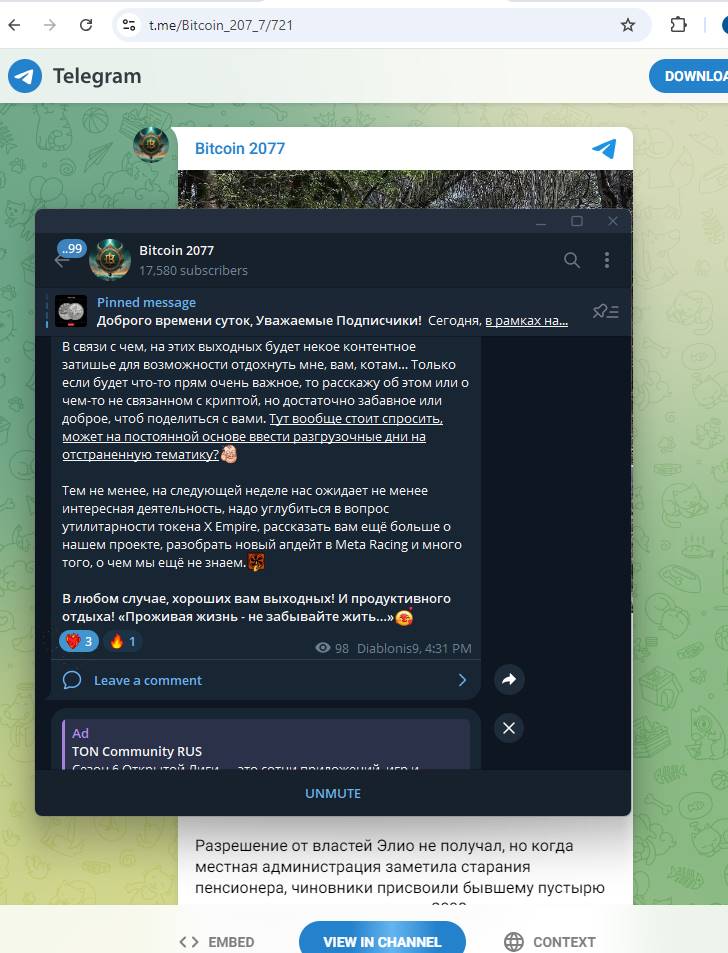 t.me/Bitcoin_207_7/721
Telegram
DOWNLOA
Bitcoin 2077
..99
Bitcoin 2077
17,580 subscribers
Pinned message
Доброго времени суток, Уважаемые Подписчики! Сегодня, в рамках на...
В связи с чем, на этих выходных будет некое контентное
затишье для возможности отдохнуть мне, вам, котам... Только
если будет что-то прям очень важное, то расскажу об этом или о
чем-то не связанном с криптой, но достаточно забавное или
доброе, чтоб поделиться с вами. Тут вообще стоит спросить,
может на постоянной основе ввести разгрузочные дни на
отстраненную тематику?
Тем не менее, на следующей неделе нас ожидает не менее
интересная деятельность, надо углубиться в вопрос
утилитарности токена X Empire, рассказать вам ещё больше о
нашем проекте, разобрать новый апдейт в Meta Racing и много
того, о чем мы ещё не знаем.
В любом случае, хороших вам выходных! И продуктивного
отдыха! «Проживая жизнь - не забывайте жить...»
3
1
98 Diablonis9, 4:31 PM
Leave a comment
Ad
TON Community RUS
Сезон 6 Открытой Лиги — это сотни приложений, игр и
UNMUTE
Разрешение от властей Элио не получал, но когда
местная администрация заметила старания
пенсионера, чиновники присвоили бывшему пустырю
EMBED
VIEW IN CHANNEL
CONTEXT